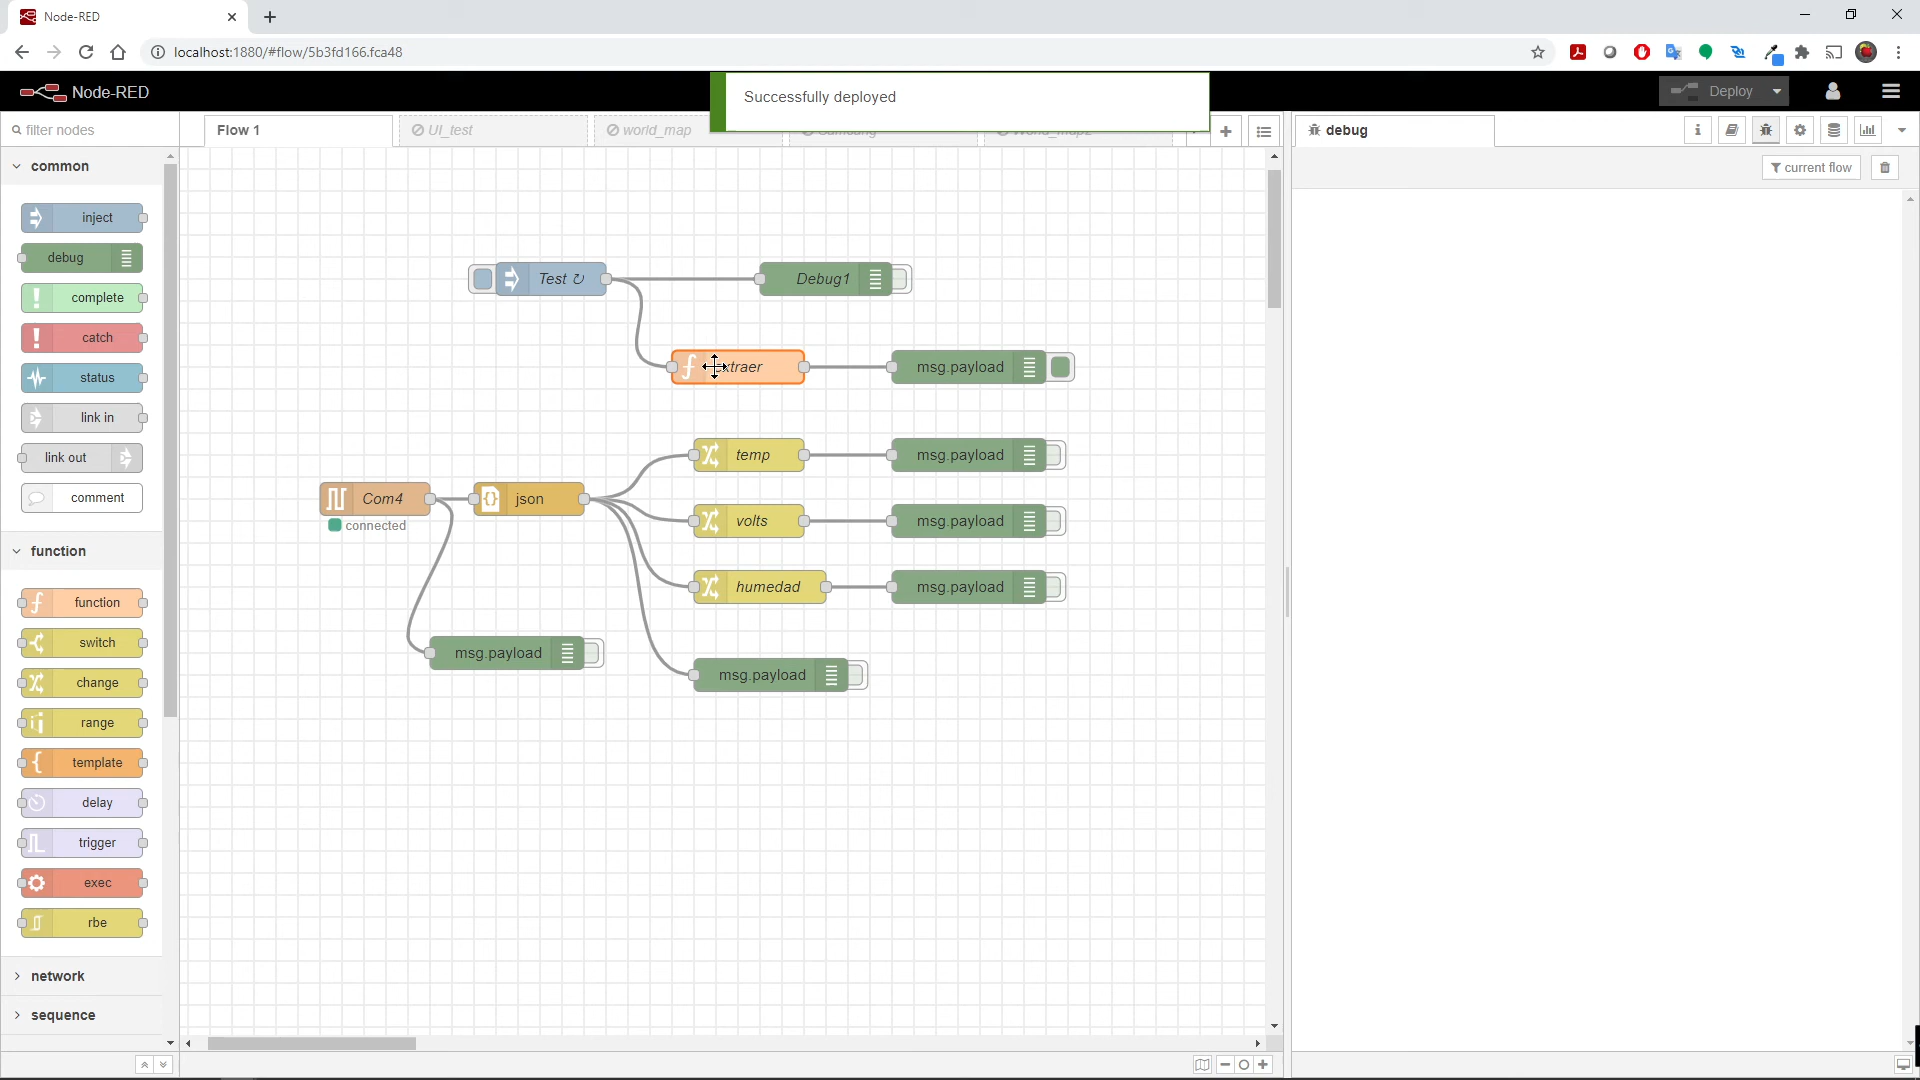 Node-RED
localhost:1880/#flow/5b3fd166.fca48
Node-RED
Successfully deployed
Deploy
filter nodes
Flow 1
UI_test
world_map
debug
current flow
common
inject
debug
complete
catch
status
link in
link out
comment
function
function
switch
change
range
template
delay
trigger
exec
rbe
network
sequence
Test ↻
Debug1
msg.payload
temp
msg.payload
Com4
json
connected
volts
msg.payload
humedad
msg.payload
msg.payload
msg.payload